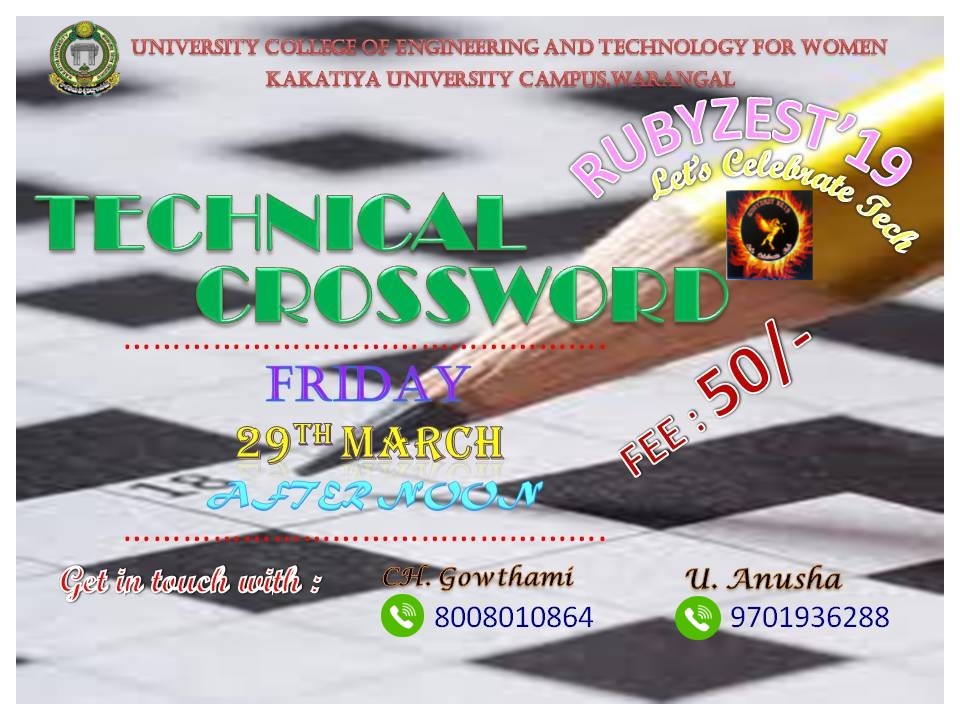 UNIVERSITY COLLEGE OF ENGINEERING AND TECHNOLOGY FOR WOMEN
KAKATIYA UNIVERSITY CAMPUS,WARANGAL
RUBYZEST'19
Let's Celebrate Tech
TECHNICAL
CROSSWORD
FRIDAY
29TH MARCH
AFTER NOON
FEE : 50/-
18
Get in touch with :
CH. Gowthami
8008010864
U. Anusha
9701936288